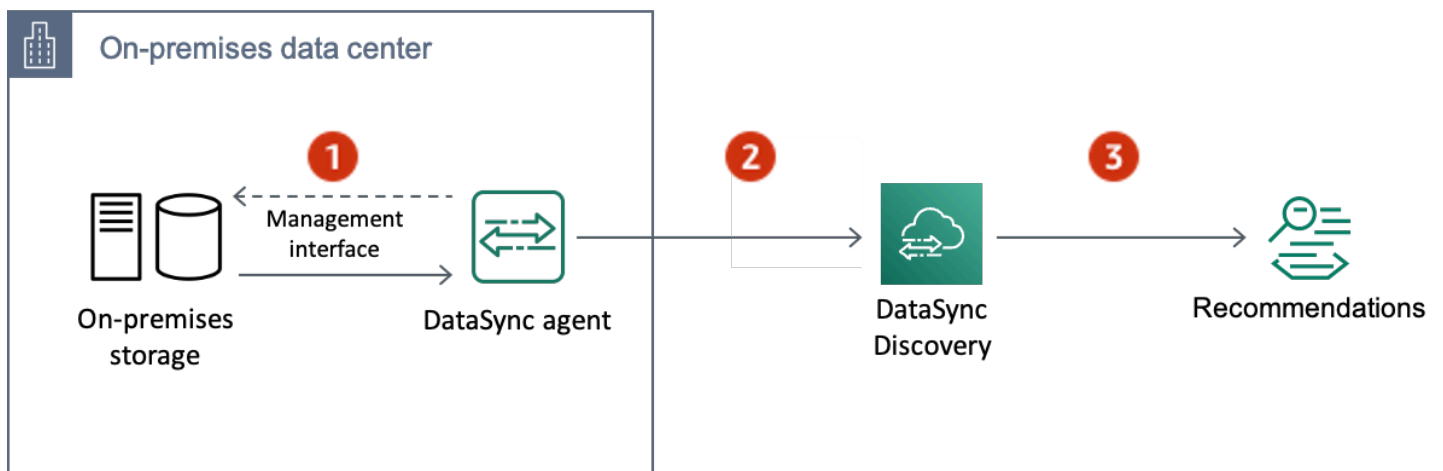 On-premises data center
1
2
3
Management
interface
On-premises
storage
DataSync agent
DataSync
Discovery
Recommendations